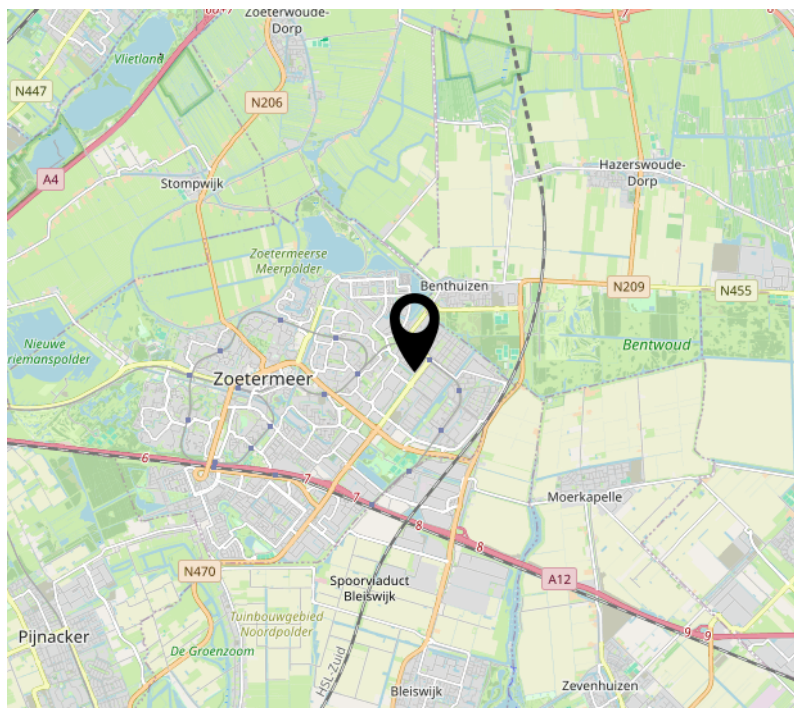 Zoeterwoude-
Dorp
7
Vlietland
N447
N206
Hazerswoude-
Dorp
A4
Stompwijk
Zoetermeerse
Meerpolder
Benthuizen
N209
N455
Nieuwe
riemanspolder
Bentwoud
Zoetermeer
6
7
7
8
8
Moerkapelle
N470
A12
Spoorviaduct
Bleiswijk
Tuinbouwgebied
Noordpolder
9
9
Pijnacker
De Groenzoom
HSL-Zuid
Bleiswijk
Zevenhuizen